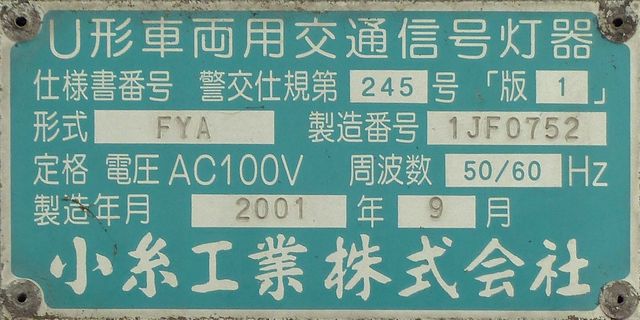 U形車両用交通信号灯器
仕様書番号 警交仕規第 245 号 「版 1 」
形式 FYA 製造番号 1JF0752
定格 電圧 AC100V 周波数 50/60 Hz
製造年月 2001 年 9 月
小糸工業株式会社